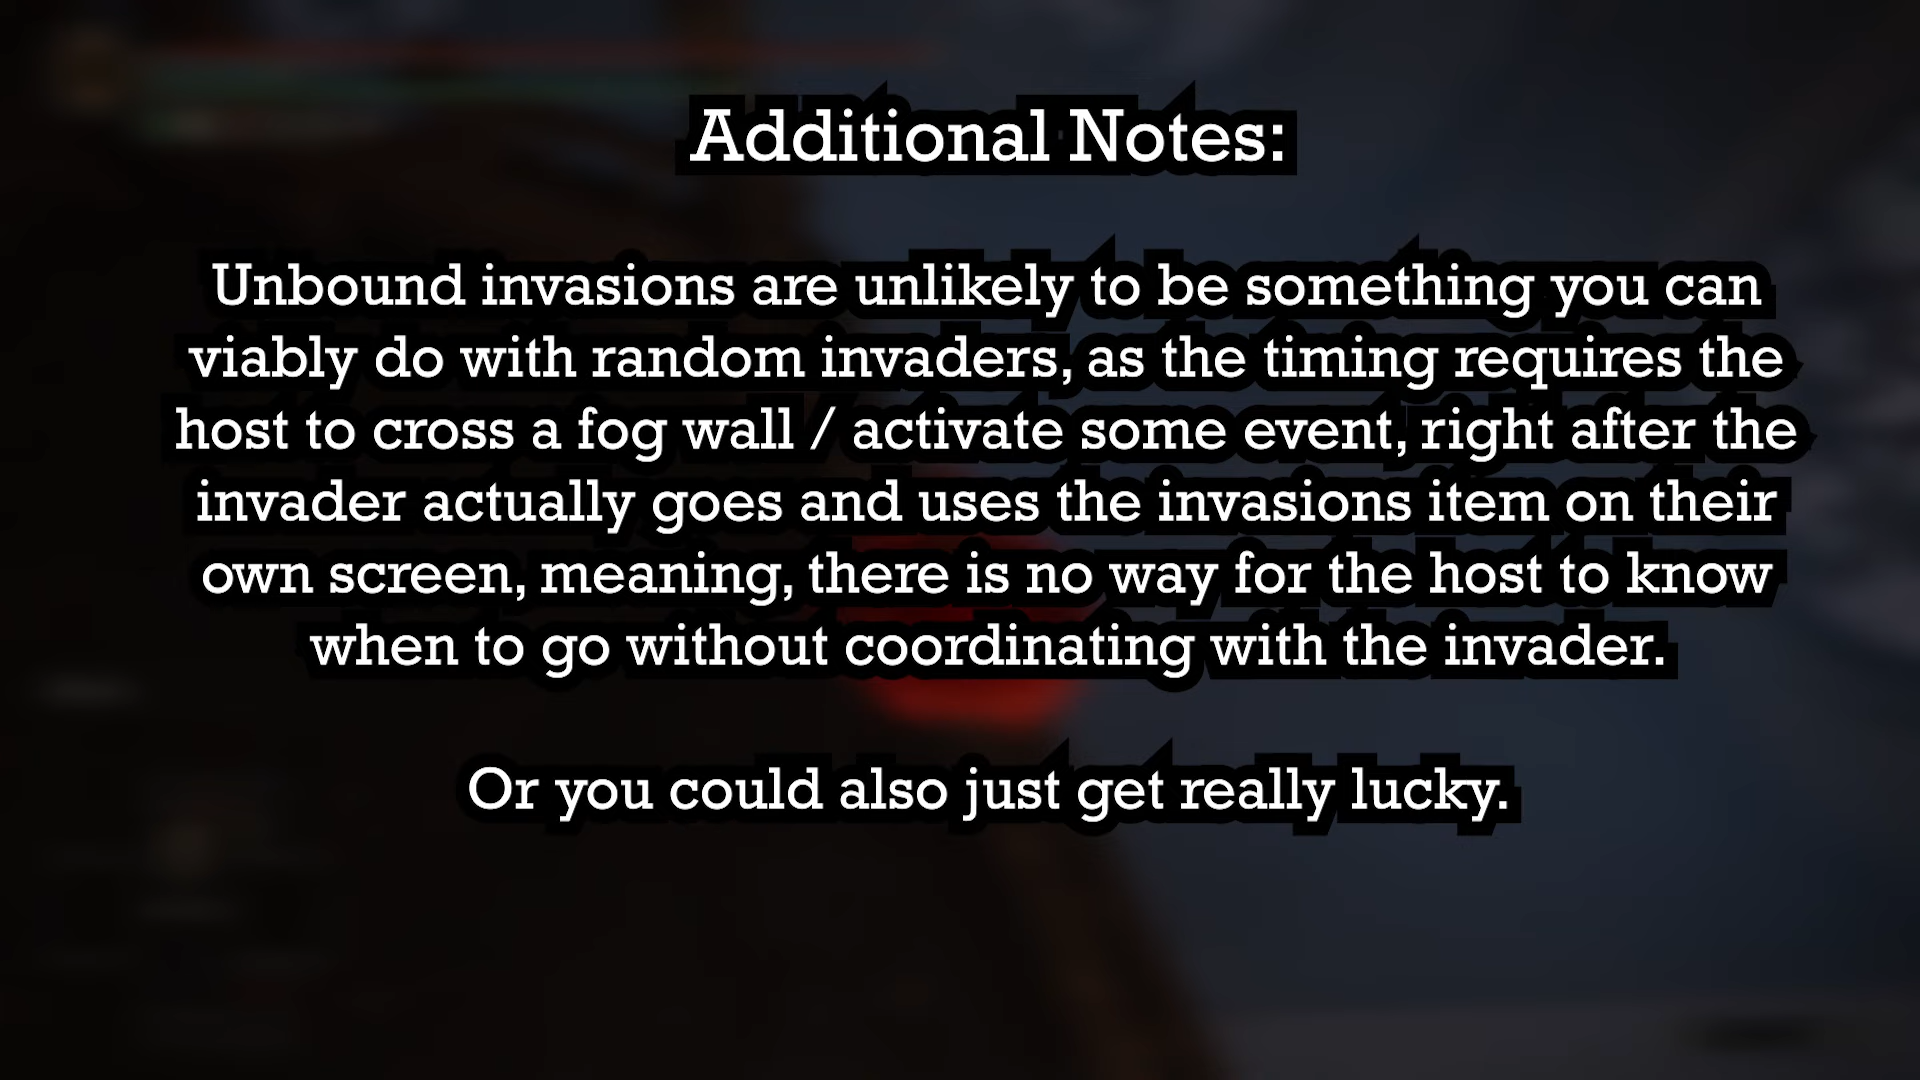 Additional Notes:
Unbound invasions are unlikely to be something you can
viably do with random invaders, as the timing requires the
host to cross a fog wall / activate some event, right after the
invader actually goes and uses the invasions item on their
own screen, meaning, there is no way for the host to know
when to go without coordinating with the invader.
Or you could also just get really lucky.